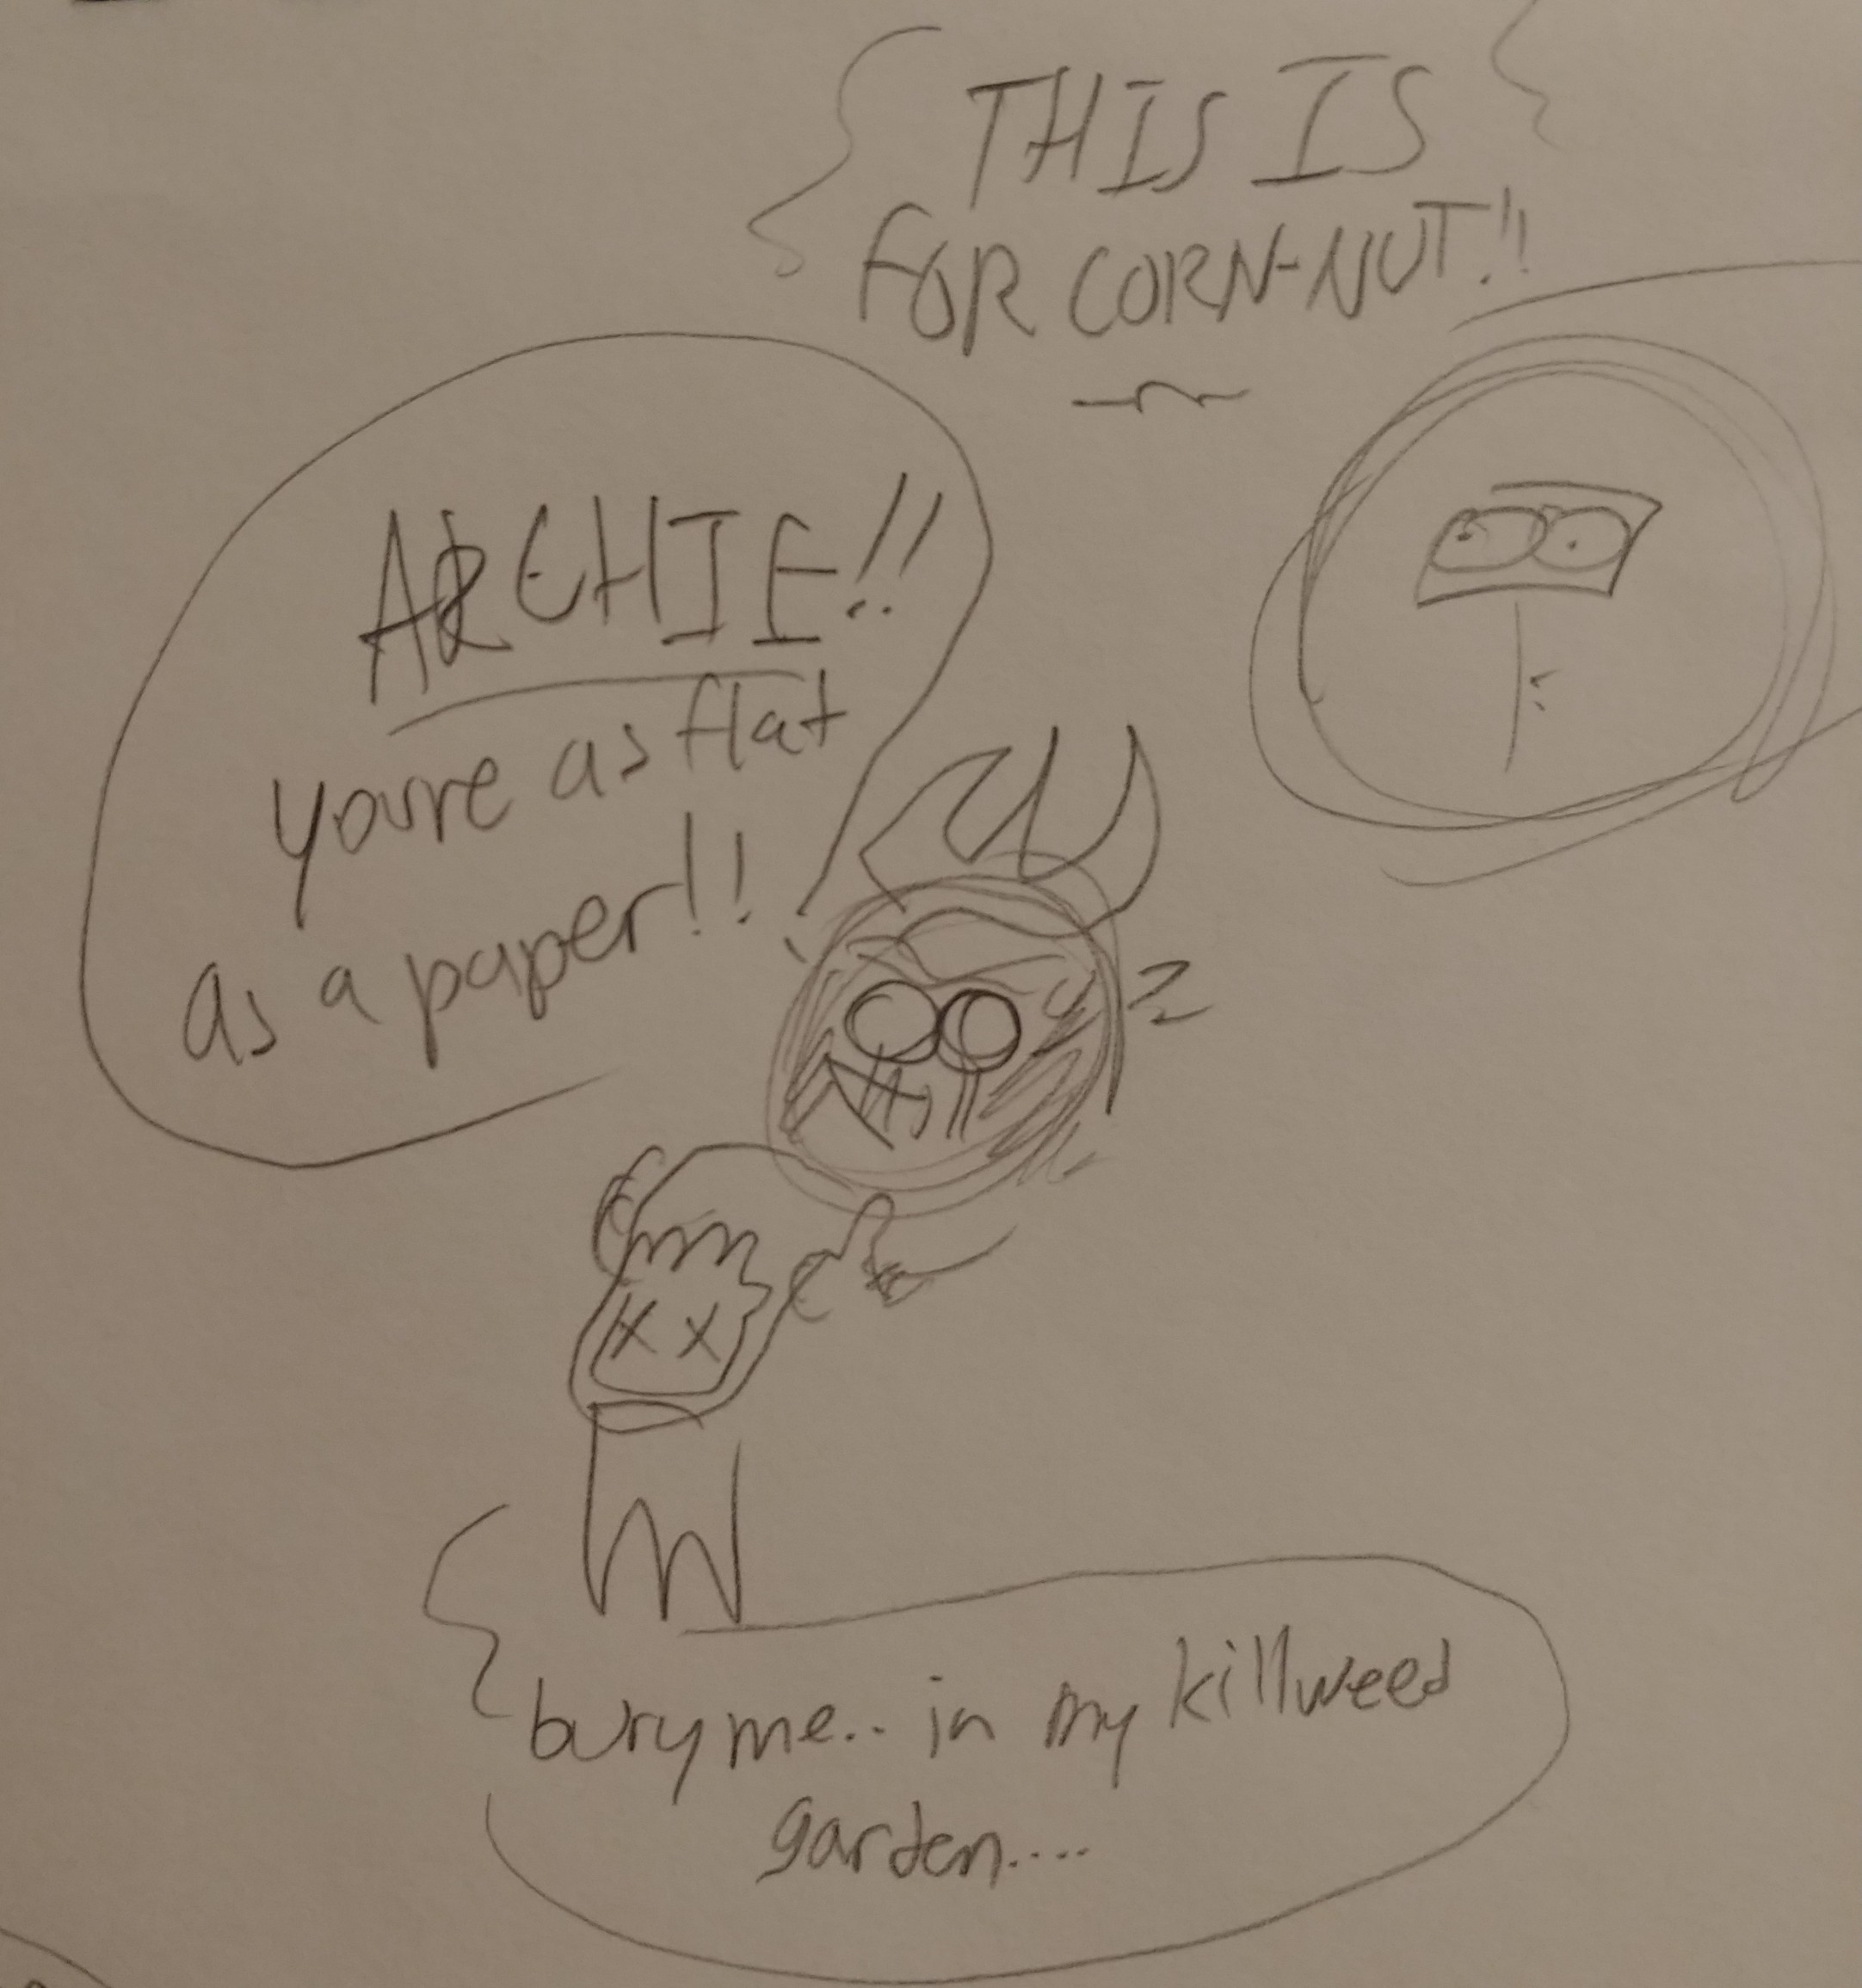 THIS IS
FOR CORN-NUT!!
ARCHIE!!
youre as flat
as a paper!!
bury me.. in my killweed
garden....